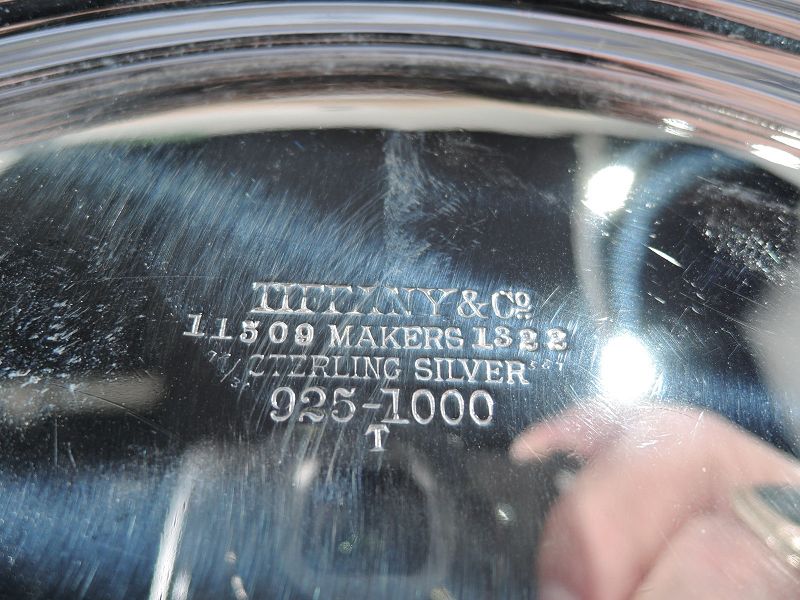 TIFFANY & Co
11509 MAKERS 1322
STERLING SILVER
925-1000
T